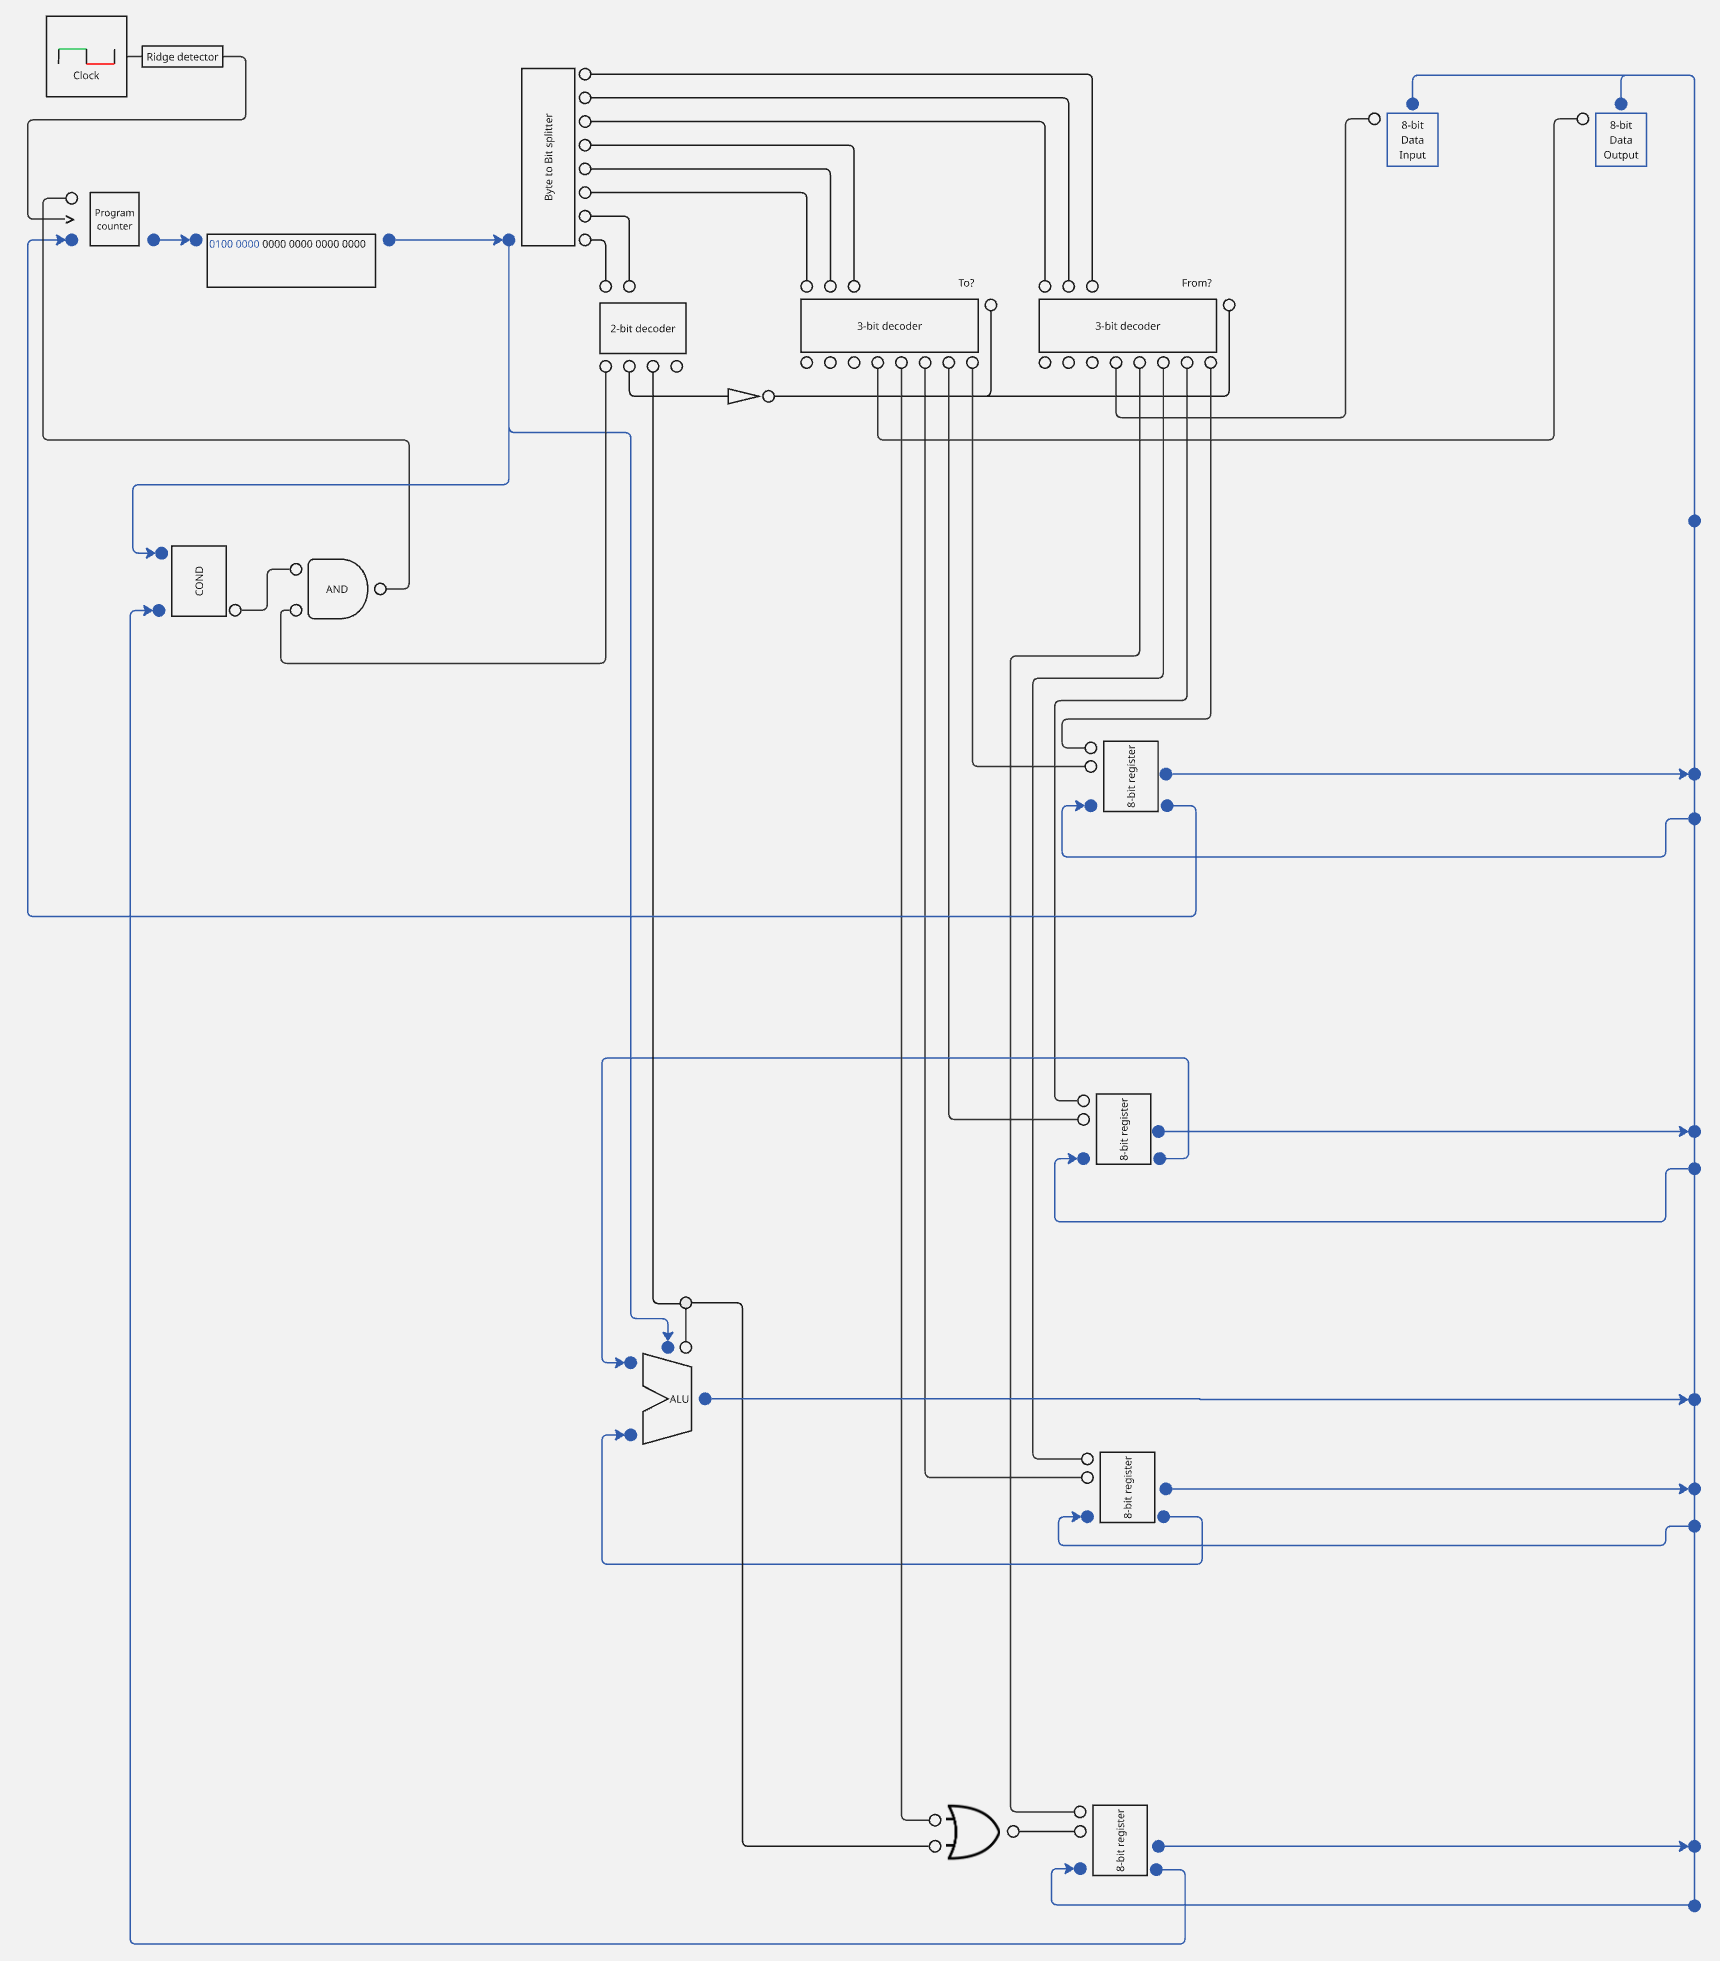 Clock
Ridge detector
Byte to Bit splitter
8-bit
Data
Input
8-bit
Data
Output
Program
counter
0100 0000 0000 0000 0000 0000
To?
From?
2-bit decoder
3-bit decoder
3-bit decoder
COND
AND
8-bit register
8-bit register
ALU
8-bit register
8-bit register